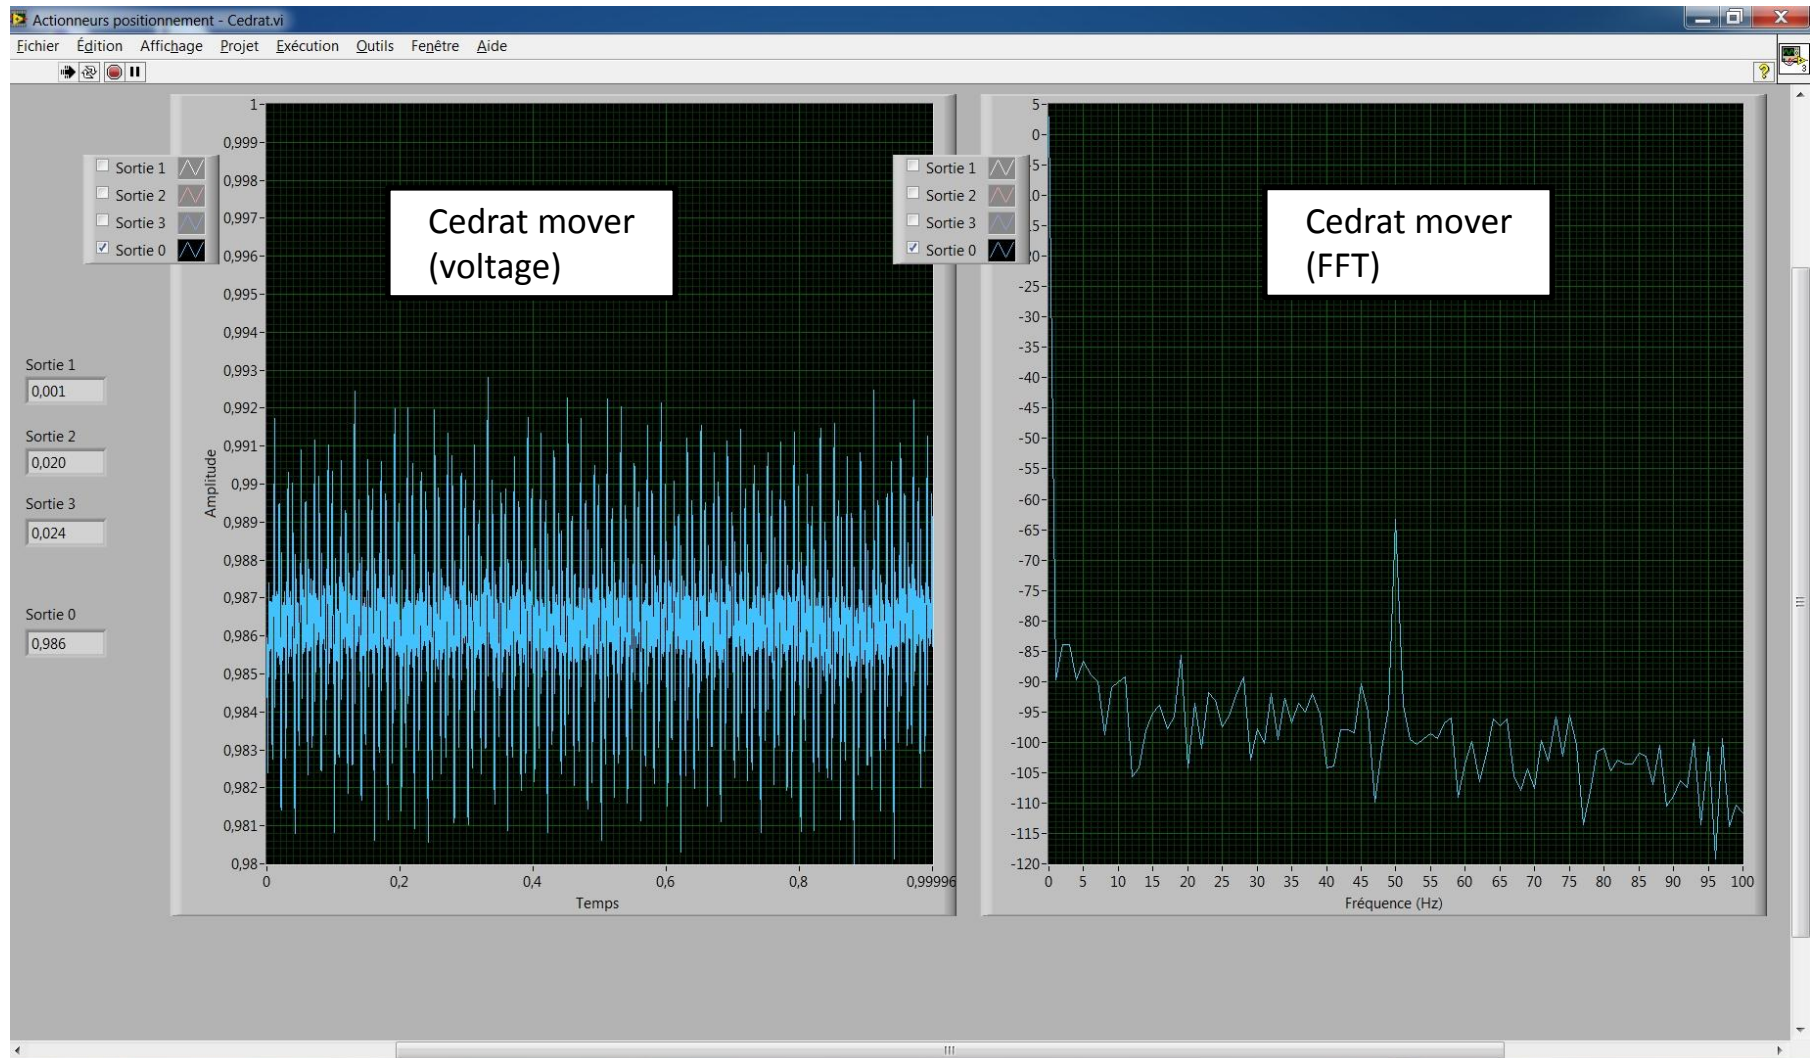 Actionneurs positionnement - Cedrat.vi
Fichier Édition Affichage Projet Exécution Outils Fenêtre Aide
3
Sortie 1
Sortie 2
Sortie 3
Sortie 0
Sortie 1
0,001
Sortie 2
0,020
Sortie 3
0,024
Sortie 0
0,986
Cedrat mover
(voltage)
1
0,999
0,998
0,997
0,996
0,995
0,994
0,993
0,992
0,991
0,99
0,989
0,988
0,987
0,986
0,985
0,984
0,983
0,982
0,981
0,98
Amplitude
0 0,2 0,4 0,6 0,8 0,99996
Temps
Sortie 1
Sortie 2
Sortie 3
Sortie 0
Cedrat mover
(FFT)
5
0
-25
-30
-35
-40
-45
-50
-55
-60
-65
-70
-75
-80
-85
-90
-95
-100
-105
-110
-115
-120
0 5 10 15 20 25 30 35 40 45 50 55 60 65 70 75 80 85 90 95 100
Fréquence (Hz)